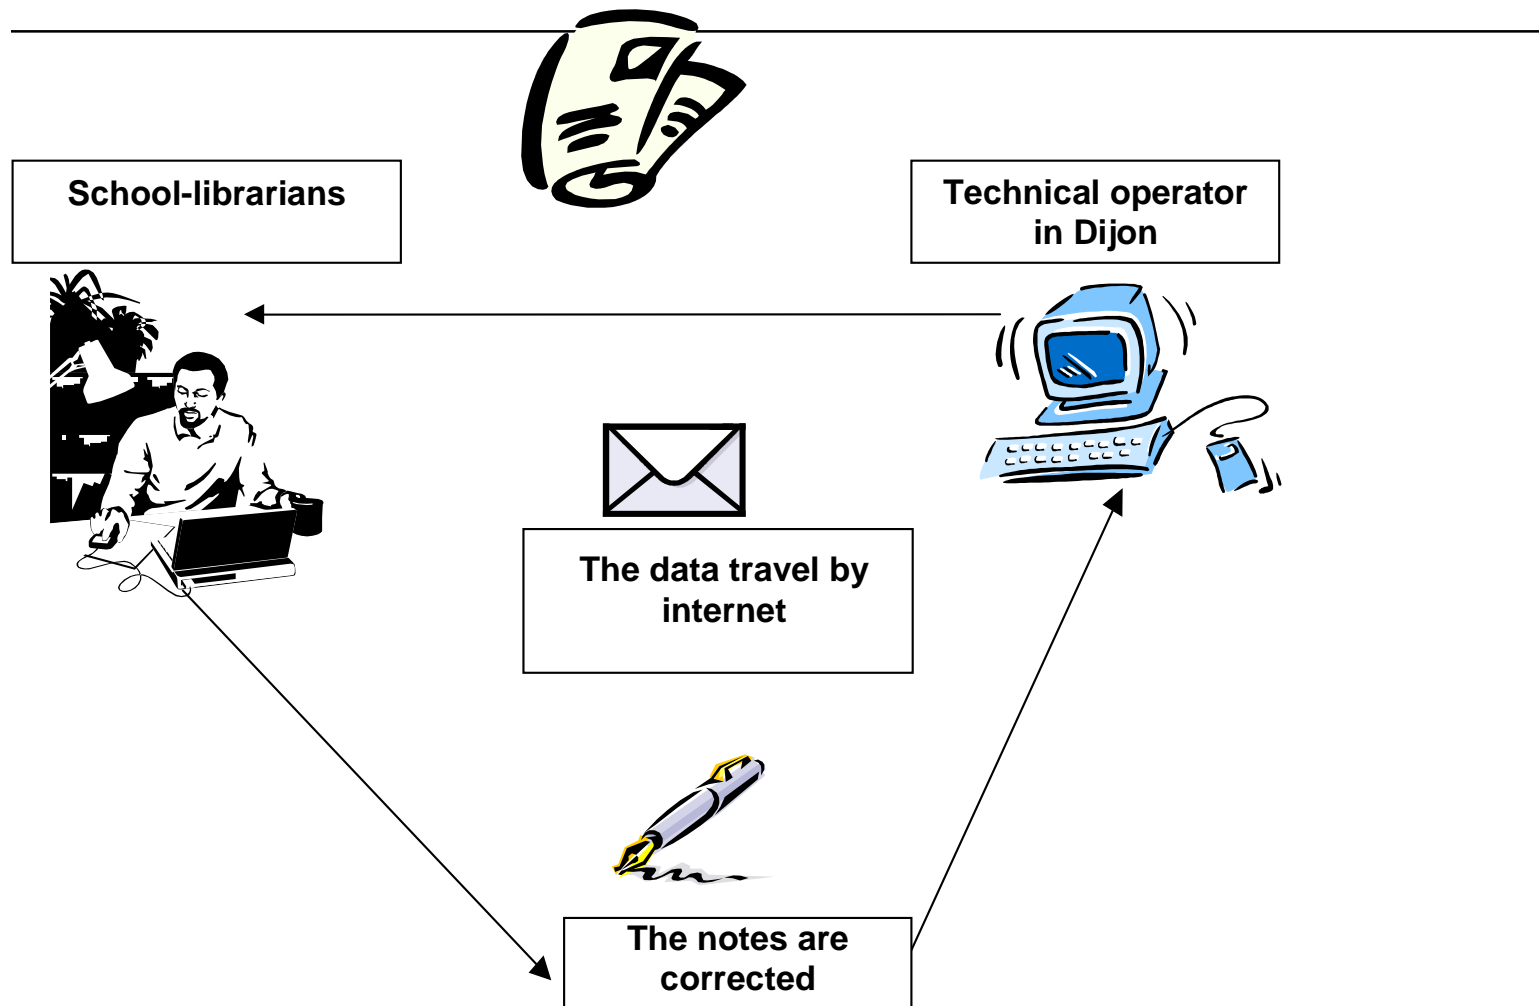 School-librarians
Technical operator
in Dijon
The data travel by
internet
The notes are
corrected